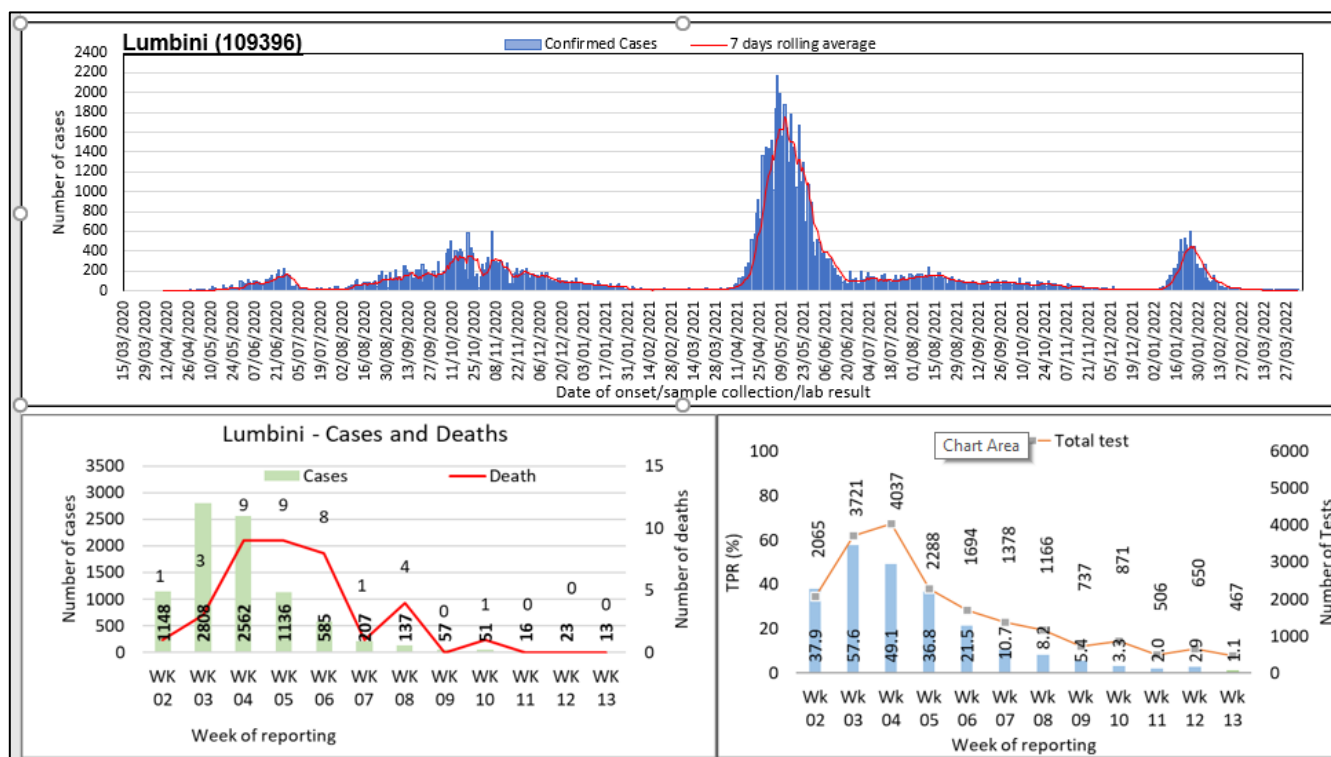 Lumbini (109396)
Confirmed Cases 7 days rolling average
Number of cases
2400
2200
2000
1800
1600
1400
1200
1000
800
600
400
200
0
15/03/2020 29/03/2020 12/04/2020 26/04/2020 10/05/2020 24/05/2020 07/06/2020 21/06/2020 05/07/2020 19/07/2020 02/08/2020 16/08/2020 30/08/2020 13/09/2020 27/09/2020 11/10/2020 25/10/2020 08/11/2020 22/11/2020 06/12/2020 20/12/2020 03/01/2021 17/01/2021 31/01/2021 14/02/2021 28/02/2021 14/03/2021 28/03/2021 11/04/2021 25/04/2021 09/05/2021 23/05/2021 06/06/2021 20/06/2021 04/07/2021 18/07/2021 01/08/2021 15/08/2021 29/08/2021 12/09/2021 26/09/2021 10/10/2021 24/10/2021 07/11/2021 21/11/2021 05/12/2021 19/12/2021 02/01/2022 16/01/2022 30/01/2022 13/02/2022 27/02/2022 13/03/2022 27/03/2022
Date of onset/sample collection/lab result
Lumbini - Cases and Deaths
Cases Death
Number of cases
3500
3000
2500
2000
1500
1000
500
0
1 3 9 9 8 1 4 0 1 0 0 0
1148 2808 2562 1136 585 207 137 57 51 16 23 13
15
10
5
0
Number of deaths
WK WK WK WK WK WK WK WK WK WK WK WK
02 03 04 05 06 07 08 09 10 11 12 13
Week of reporting
Chart Area
Total test
TPR (%)
100
80
60
40
20
0
2065 3721 4037 2288 1694 1378 1166 737 871 506 650 467
37.9 57.6 49.1 36.8 21.5 10.7 8.2 5.4 3.3 2.0 2.9 1.1
6000
5000
4000
3000
2000
1000
0
Number of Tests
Wk Wk Wk Wk Wk Wk Wk Wk Wk Wk Wk Wk
02 03 04 05 06 07 08 09 10 11 12 13
Week of reporting